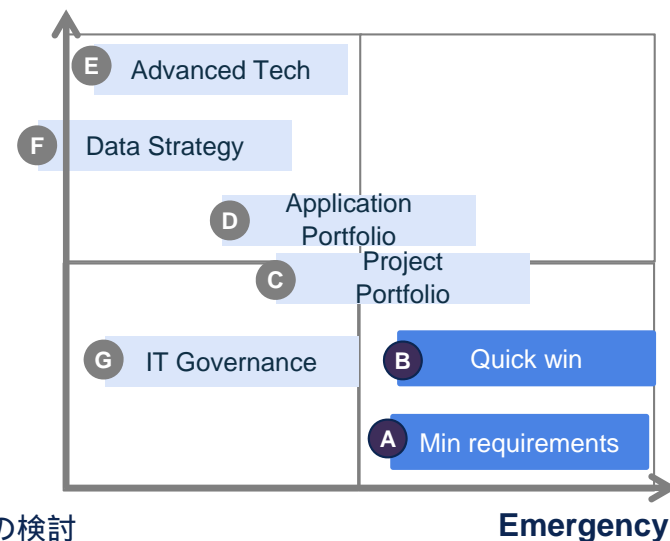 E
Advanced Tech
F
Data Strategy
D
Application
Portfolio
C
Project
Portfolio
G
IT Governance
B
Quick win
A
Min requirements
の検討
Emergency